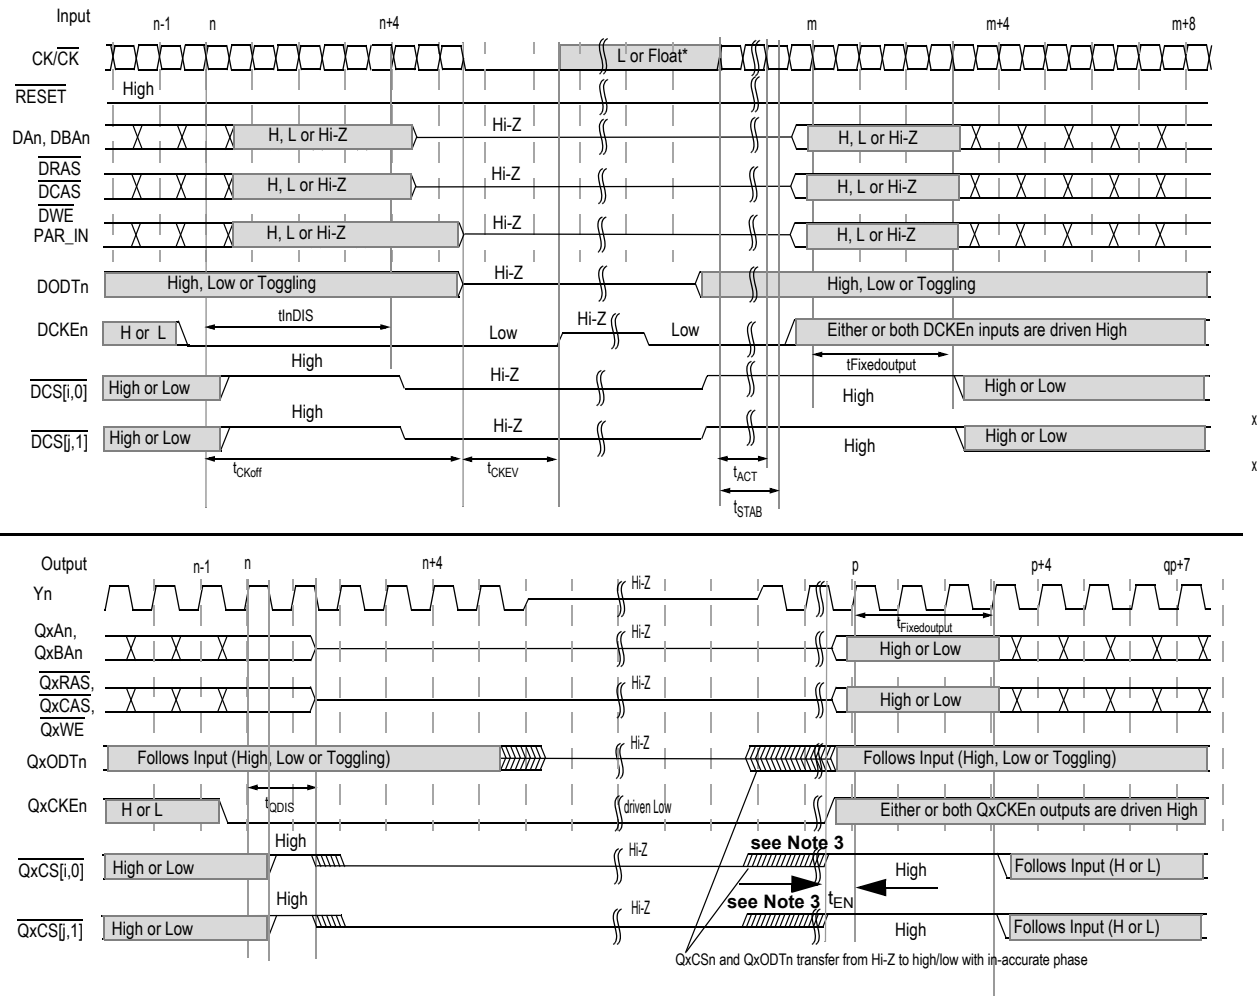 Input
n-1 n n+4 m m+4 m+8
CK/CK L or Float*
RESET High
DAn, DBAn H, L or Hi-Z Hi-Z H, L or Hi-Z
DRAS
DCAS H, L or Hi-Z Hi-Z H, L or Hi-Z
DWE
PAR_IN H, L or Hi-Z Hi-Z H, L or Hi-Z
DODTn High, Low or Toggling Hi-Z High, Low or Toggling
tInDIS
DCKEn H or L Low Hi-Z Low Either or both DCKEn inputs are driven High
tFixedoutput
DCS[i,0] High or Low High Hi-Z High High or Low
x
DCS[j,1] High or Low High Hi-Z High High or Low
x
tCKoff tCKEV tACT
tSTAB
Output
n-1 n n+4 p p+4 qp+7
Yn Hi-Z
tFixedoutput
QxAn,
QxBAn Hi-Z High or Low
QxRAS,
QxCAS, Hi-Z High or Low
QxWE
QxODTn Follows Input (High, Low or Toggling) Hi-Z Follows Input (High, Low or Toggling)
tQDIS
QxCKEn H or L driven Low Either or both QxCKEn outputs are driven High
see Note 3
QxCS[i,0] High or Low High Hi-Z High Follows Input (H or L)
see Note 3 tEN
QxCS[j,1] High or Low High Hi-Z High Follows Input (H or L)
QxCSn and QxODTn transfer from Hi-Z to high/low with in-accurate phase